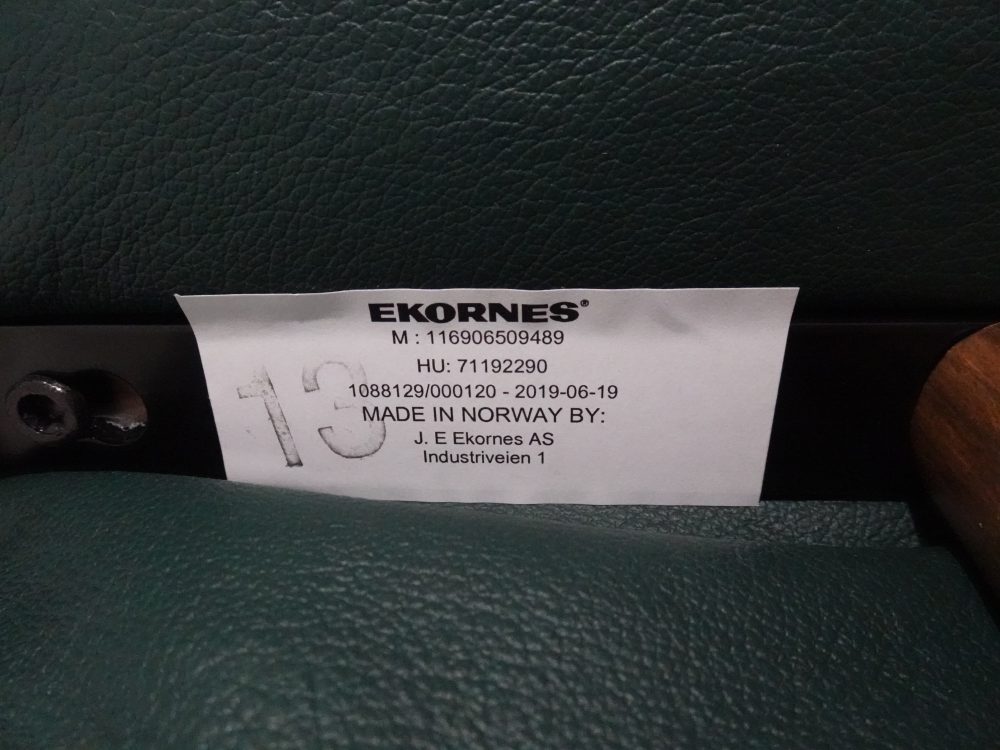 EKORNES®
M : 116906509489
HU: 71192290
1088129/000120 - 2019-06-19
MADE IN NORWAY BY:
J. E Ekornes AS
Industriveien 1
13